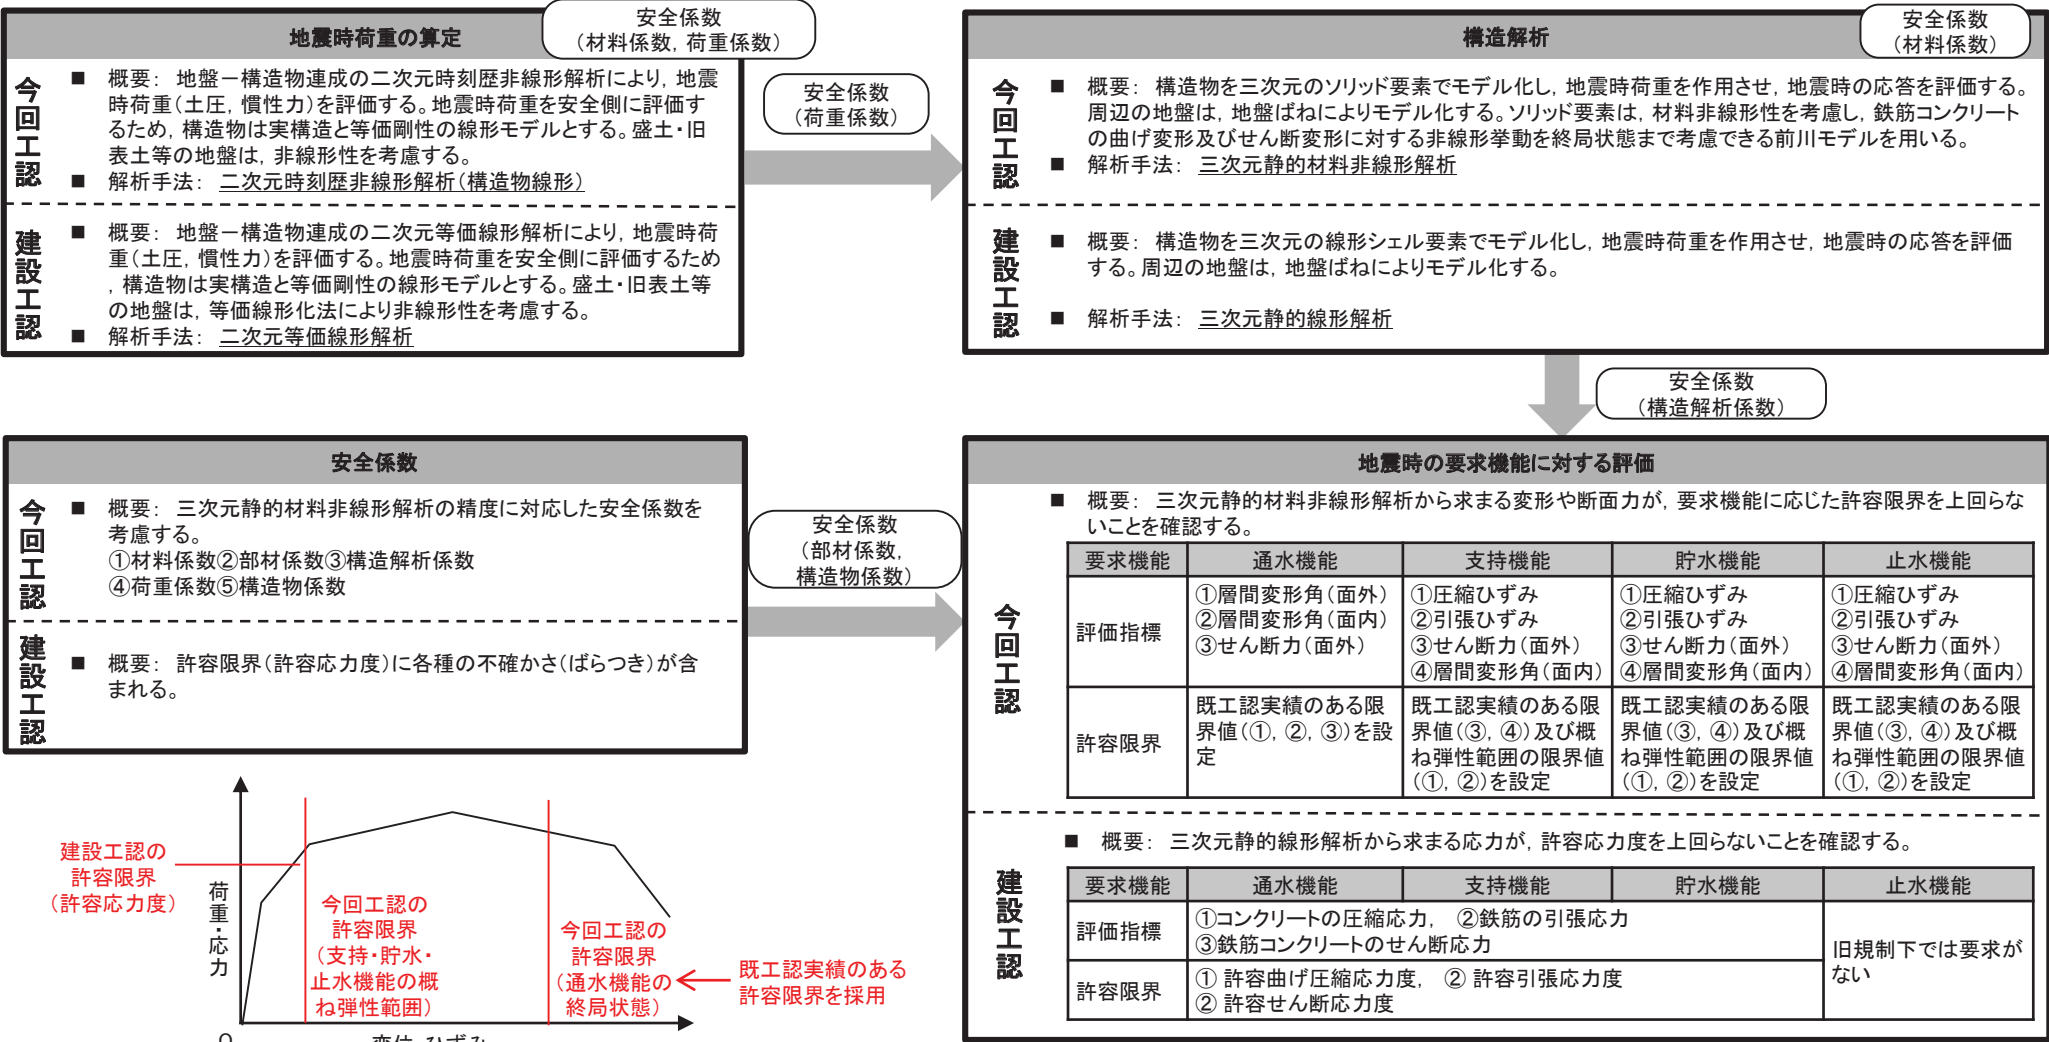 地震時荷重の算定
安全係数
（材料係数，荷重係数）
今回工認
■ 概要： 地盤－構造物連成の二次元時刻歴非線形解析により，地震
時荷重（土圧，慣性力）を評価する。地震時荷重を安全側に評価す
るため，構造物は実構造と等価剛性の線形モデルとする。盛土・旧
表土等の地盤は，非線形性を考慮する。
■ 解析手法： 二次元時刻歴非線形解析（構造物線形）
建設工認
■ 概要： 地盤－構造物連成の二次元等価線形解析により，地震時荷
重（土圧，慣性力）を評価する。地震時荷重を安全側に評価するため
，構造物は実構造と等価剛性の線形モデルとする。盛土・旧表土等
の地盤は，等価線形化法により非線形性を考慮する。
■ 解析手法： 二次元等価線形解析
安全係数
（荷重係数）
構造解析
安全係数
（材料係数）
今回工認
■ 概要： 構造物を三次元のソリッド要素でモデル化し，地震時荷重を作用させ，地震時の応答を評価する。
周辺の地盤は，地盤ばねによりモデル化する。ソリッド要素は，材料非線形性を考慮し，鉄筋コンクリート
の曲げ変形及びせん断変形に対する非線形挙動を終局状態まで考慮できる前川モデルを用いる。
■ 解析手法： 三次元静的材料非線形解析
建設工認
■ 概要： 構造物を三次元の線形シェル要素でモデル化し，地震時荷重を作用させ，地震時の応答を評価
する。周辺の地盤は，地盤ばねによりモデル化する。
■ 解析手法： 三次元静的線形解析
安全係数
（構造解析係数）
安全係数
今回工認
■ 概要： 三次元静的材料非線形解析の精度に対応した安全係数を
考慮する。
①材料係数②部材係数③構造解析係数
④荷重係数⑤構造物係数
建設工認
■ 概要： 許容限界（許容応力度）に各種の不確かさ（ばらつき）が含
まれる。
安全係数
（部材係数，
構造物係数）
地震時の要求機能に対する評価
今回工認
■ 概要： 三次元静的材料非線形解析から求まる変形や断面力が，要求機能に応じた許容限界を上回らな
いことを確認する。
要求機能 通水機能 支持機能 貯水機能 止水機能
評価指標
①層間変形角（面外）
②層間変形角（面内）
③せん断力（面外）
①圧縮ひずみ
②引張ひずみ
③せん断力（面外）
④層間変形角（面内）
①圧縮ひずみ
②引張ひずみ
③せん断力（面外）
④層間変形角（面内）
①圧縮ひずみ
②引張ひずみ
③せん断力（面外）
④層間変形角（面内）
許容限界
既工認実績のある限
界値（①，②，③）を設
定
既工認実績のある限
界値（③，④）及び概
ね弾性範囲の限界値
（①，②）を設定
既工認実績のある限
界値（③，④）及び概
ね弾性範囲の限界値
（①，②）を設定
既工認実績のある限
界値（③，④）及び概
ね弾性範囲の限界値
（①，②）を設定
建設工認
■ 概要： 三次元静的線形解析から求まる応力が，許容応力度を上回らないことを確認する。
要求機能 通水機能 支持機能 貯水機能 止水機能
評価指標
①コンクリートの圧縮応力， ②鉄筋の引張応力
③鉄筋コンクリートのせん断応力
旧規制下では要求が
ない
許容限界
① 許容曲げ圧縮応力度， ② 許容引張応力度
② 許容せん断応力度
建設工認の
許容限界
（許容応力度）
荷重・応力
今回工認の
許容限界
（支持・貯水・
止水機能の概
ね弾性範囲）
今回工認の
許容限界
（通水機能の
終局状態）
既工認実績のある
許容限界を採用
変位・ひずみ